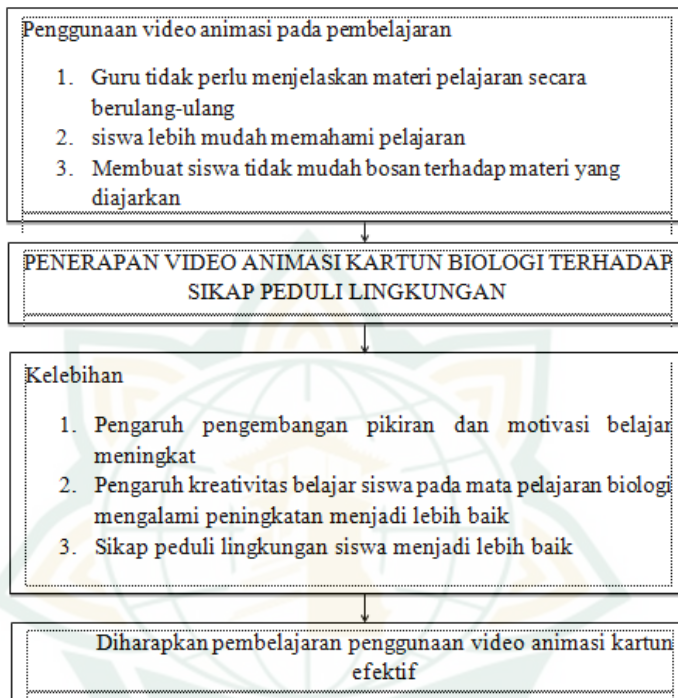 Penggunaan video animasi pada pembelajaran
1. Guru tidak perlu menjelaskan materi pelajaran secara
berulang-ulang
2. siswa lebih mudah memahami pelajaran
3. Membuat siswa tidak mudah bosan terhadap materi yang
diajarkan
PENERAPAN VIDEO ANIMASI KARTUN BIOLOGI TERHADAP
SIKAP PEDULI LINGKUNGAN
Kelebihan
1. Pengaruh pengembangan pikiran dan motivasi belajar
meningkat
2. Pengaruh kreativitas belajar siswa pada mata pelajaran biologi
mengalami peningkatan menjadi lebih baik
3. Sikap peduli lingkungan siswa menjadi lebih baik
Diharapkan pembelajaran penggunaan video animasi kartun
efektif